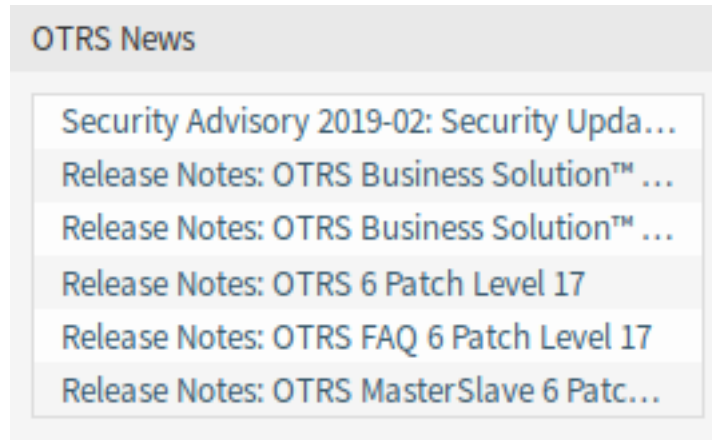 OTRS News
Security Advisory 2019-02: Security Upda...
Release Notes: OTRS Business Solution™ ...
Release Notes: OTRS Business Solution™ ...
Release Notes: OTRS 6 Patch Level 17
Release Notes: OTRS FAQ 6 Patch Level 17
Release Notes: OTRS MasterSlave 6 Patc...